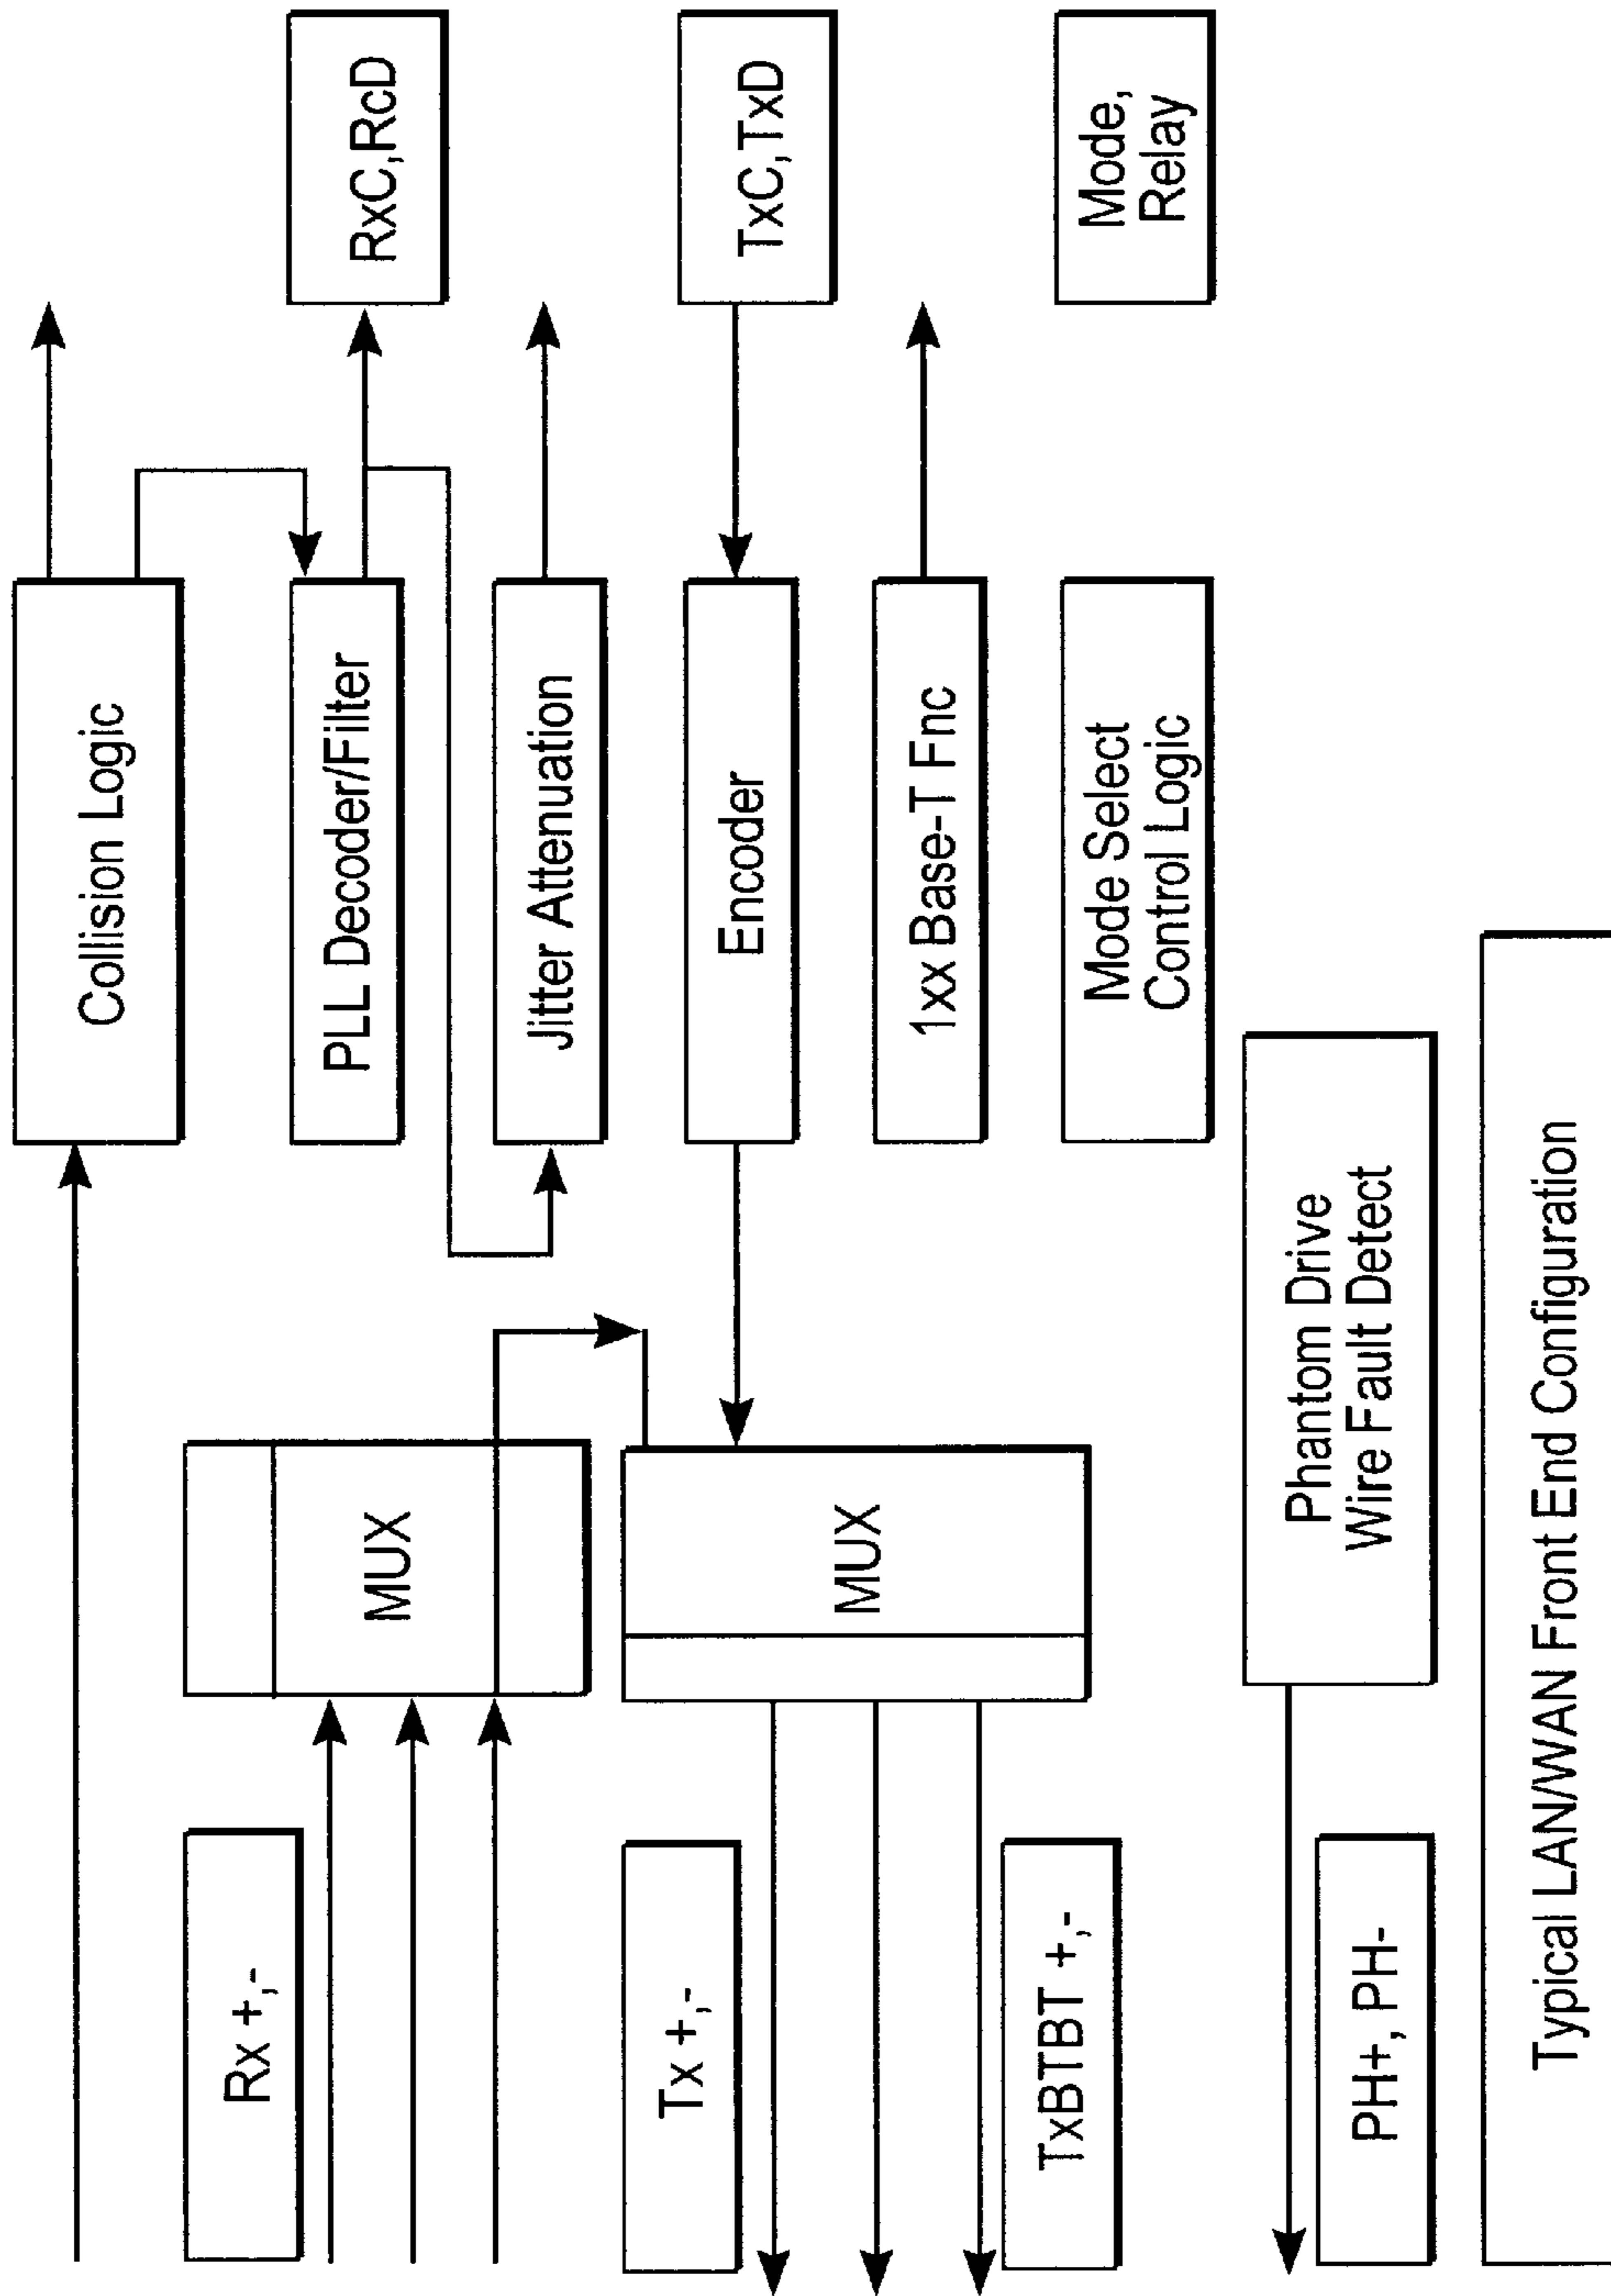 Collision Logic
PLL Decoder/Filter
RxC,RcD
Jitter Attenuation
Rx +,-
MUX
Encoder
TxC,TxD
Tx +,-
MUX
1xx Base-T Fnc
TxBTBT +,-
Mode Select
Control Logic
Mode,
Relay
Phantom Drive
Wire Fault Detect
PH+, PH-
Typical LAN/WAN Front End Configuration